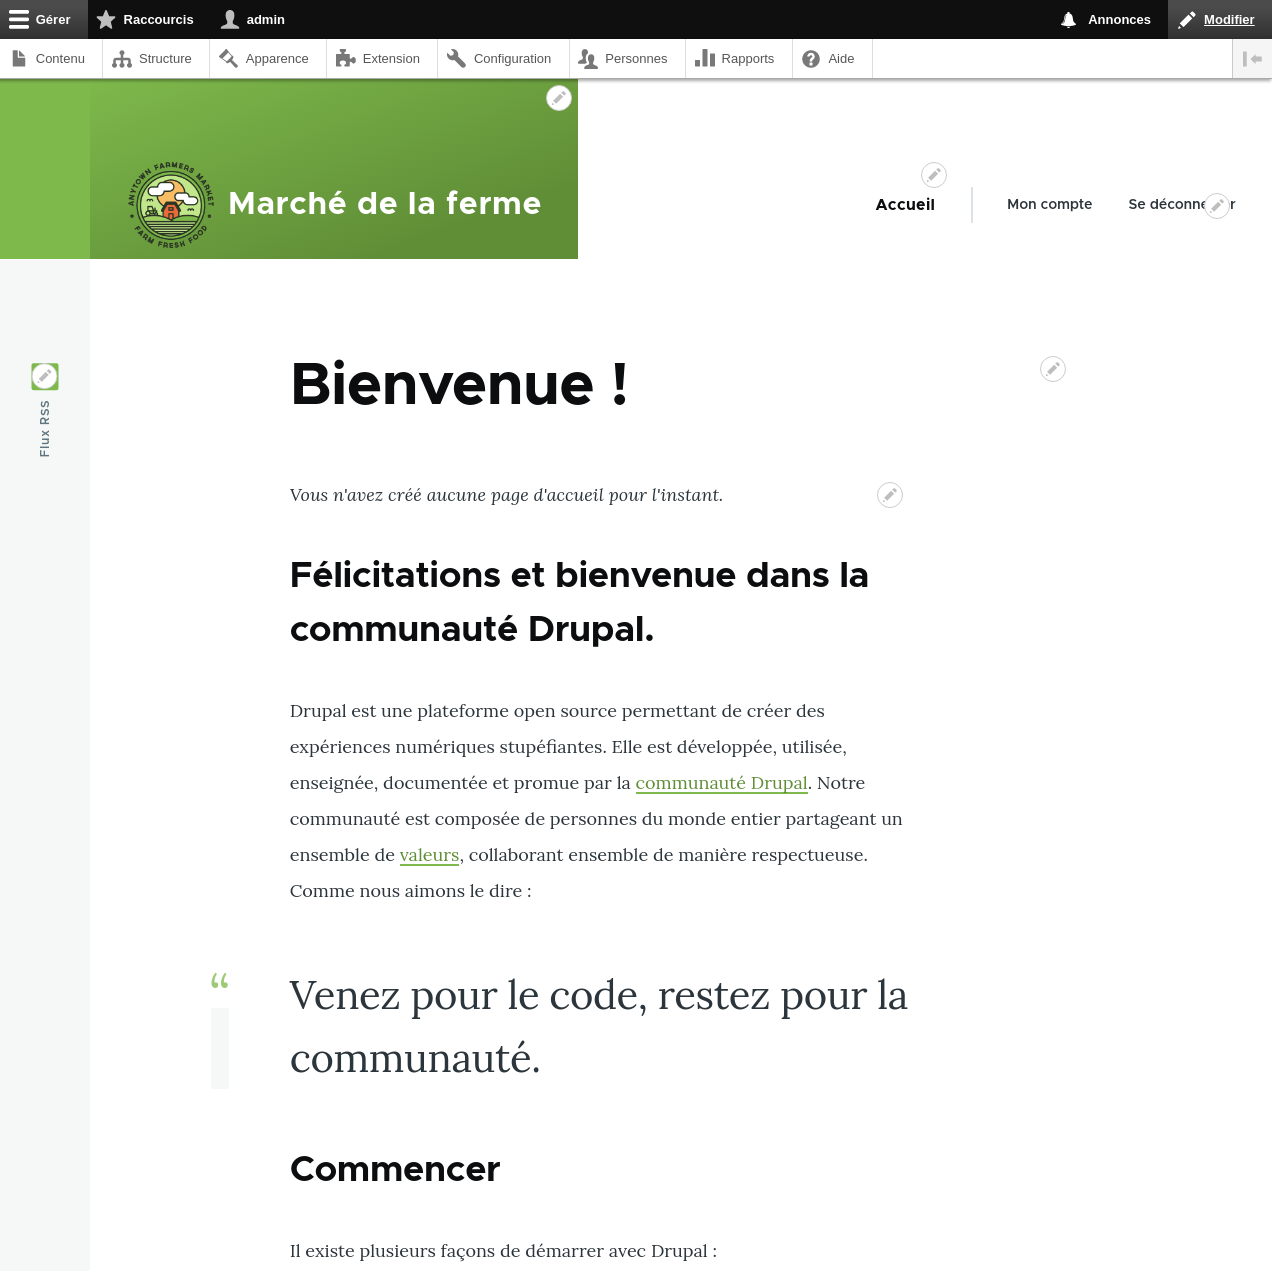 Gérer
Raccourcis
admin
Annonces
Modifier
Contenu
Structure
Apparence
Extension
Configuration
Personnes
Rapports
Aide
ANYTOWN FARMERS MARKET
FARM FRESH FOOD
Marché de la ferme
Accueil
Mon compte
Se déconne r
Flux RSS
Bienvenue !
Vous n'avez créé aucune page d'accueil pour l'instant.
Félicitations et bienvenue dans la
communauté Drupal.
Drupal est une plateforme open source permettant de créer des
expériences numériques stupéfiantes. Elle est développée, utilisée,
enseignée, documentée et promue par la communauté Drupal. Notre
communauté est composée de personnes du monde entier partageant un
ensemble de valeurs, collaborant ensemble de manière respectueuse.
Comme nous aimons le dire :
“
Venez pour le code, restez pour la
communauté.
Commencer
Il existe plusieurs façons de démarrer avec Drupal :